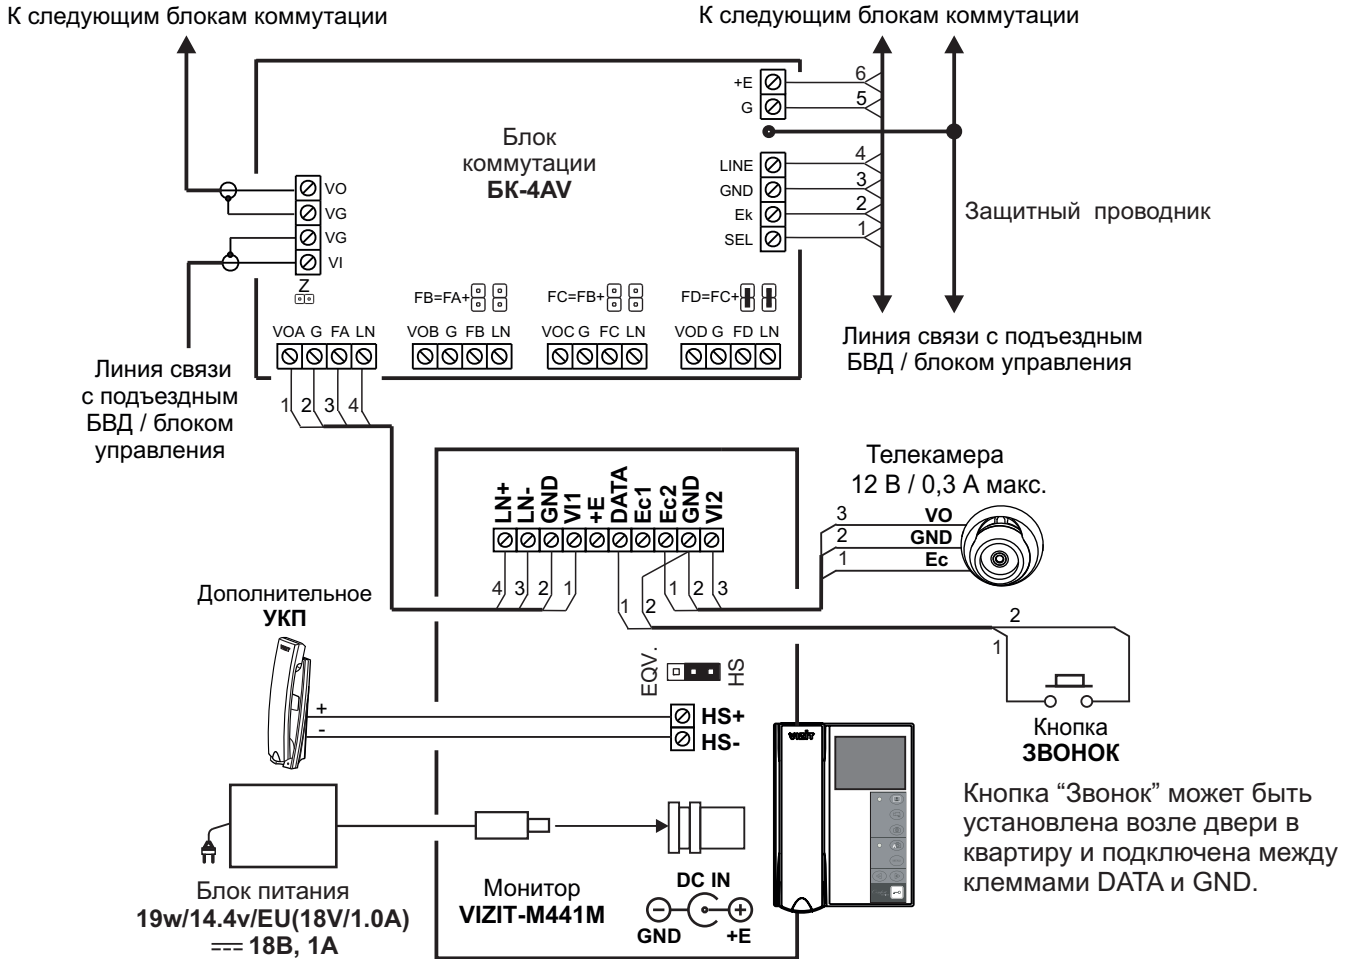 К следующим блокам коммутации
К следующим блокам коммутации
+E
G
6
5
Блок
коммутации
БК-4AV
LINE
GND
Ek
SEL
4
3
2
1
Защитный проводник
VO
VG
VG
VI
Z
FB=FA+
FC=FB+
FD=FC+
VOA G FA LN
VOB G FB LN
VOC G FC LN
VOD G FD LN
Линия связи
с подъездным
БВД / блоком
управления
Линия связи с подъездным
БВД / блоком управления
1 2 3 4
LN+
LN-
GND
VI1
+E
DATA
Ec1
Ec2
GND
VI2
4 3 2 1
1 2
1 2 3
Телекамера
12 В / 0,3 А макс.
3 VO
2 GND
1 Ec
Дополнительное
УКП
+
-
EQV.
HS
HS+
HS-
2
1
Кнопка
ЗВОНОК
VIZIT
VIZIT
Кнопка “Звонок” может быть
установлена возле двери в
квартиру и подключена между
клеммами DATA и GND.
Блок питания
19w/14.4v/EU(18V/1.0A)
18В, 1А
Монитор
VIZIT-M441M
DC IN
GND
+E